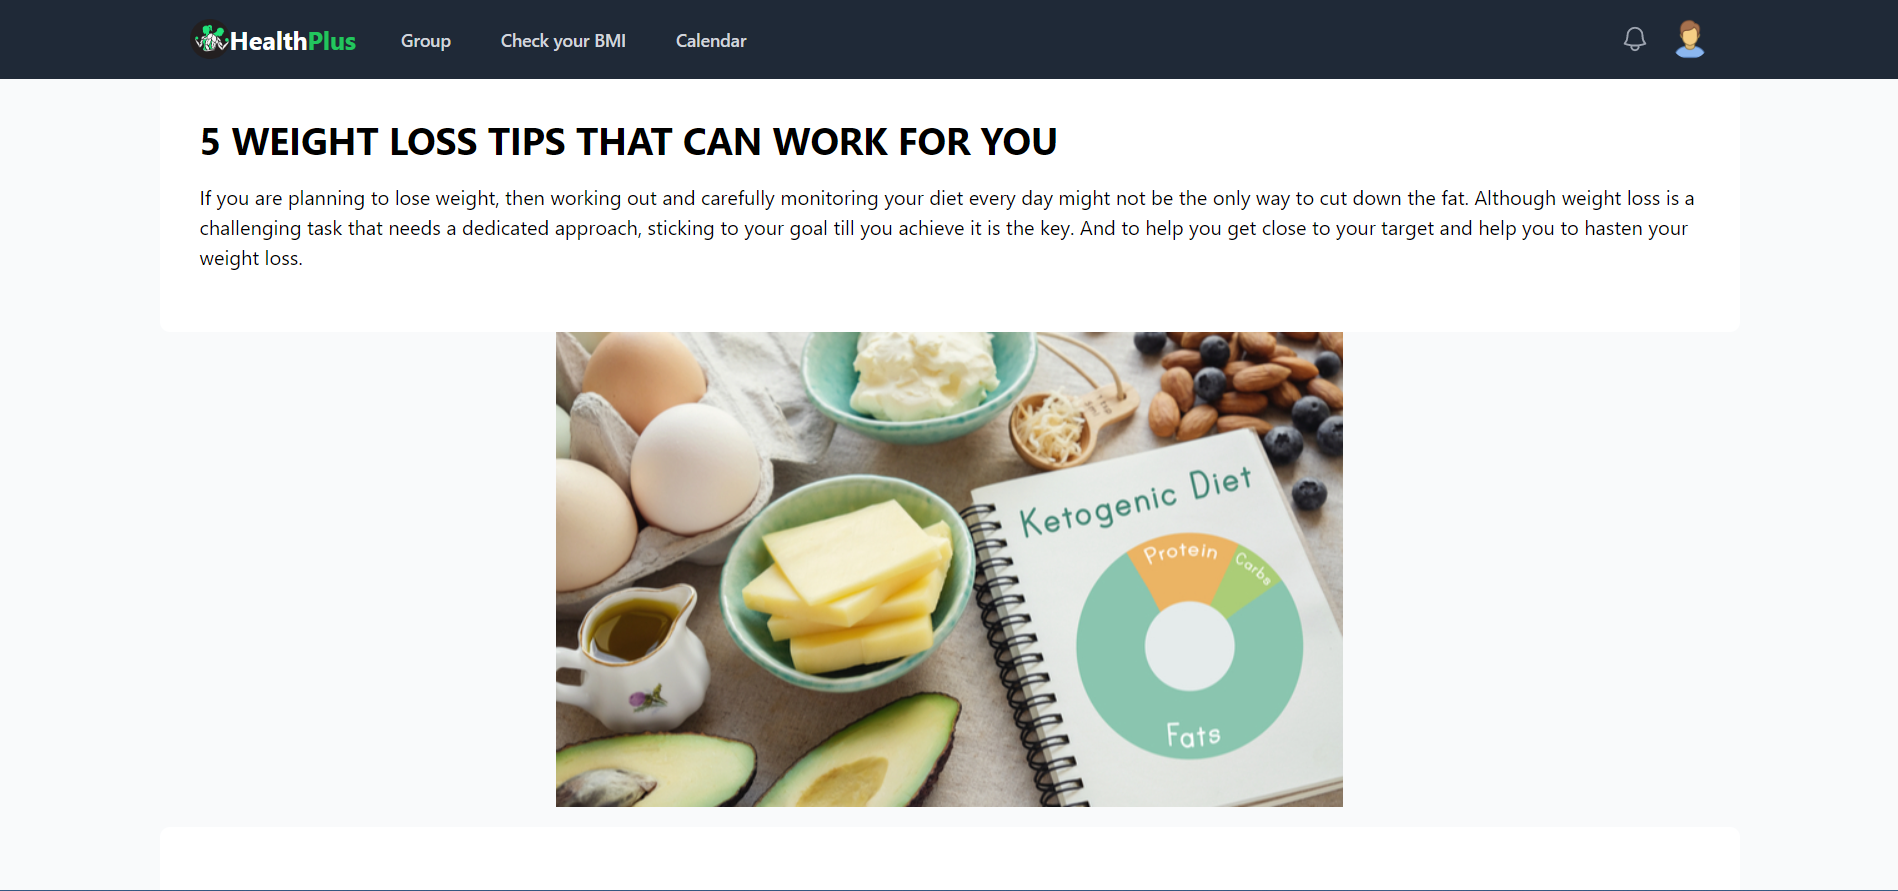 HealthPlus Group Check your BMI Calendar
5 WEIGHT LOSS TIPS THAT CAN WORK FOR YOU
If you are planning to lose weight, then working out and carefully monitoring your diet every day might not be the only way to cut down the fat. Although weight loss is a
challenging task that needs a dedicated approach, sticking to your goal till you achieve it is the key. And to help you get close to your target and help you to hasten your
weight loss.
Ketogenic Diet
Protein
Carbs
Fats